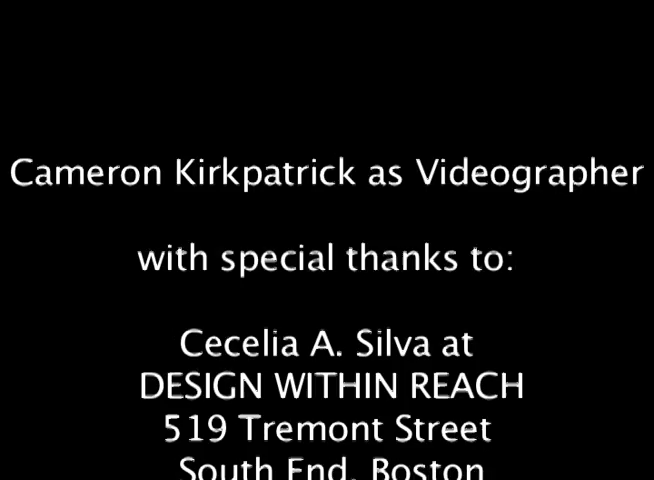 Cameron Kirkpatrick as Videographer
with special thanks to:
Cecelia A. Silva at
DESIGN WITHIN REACH
519 Tremont Street
South End, Boston